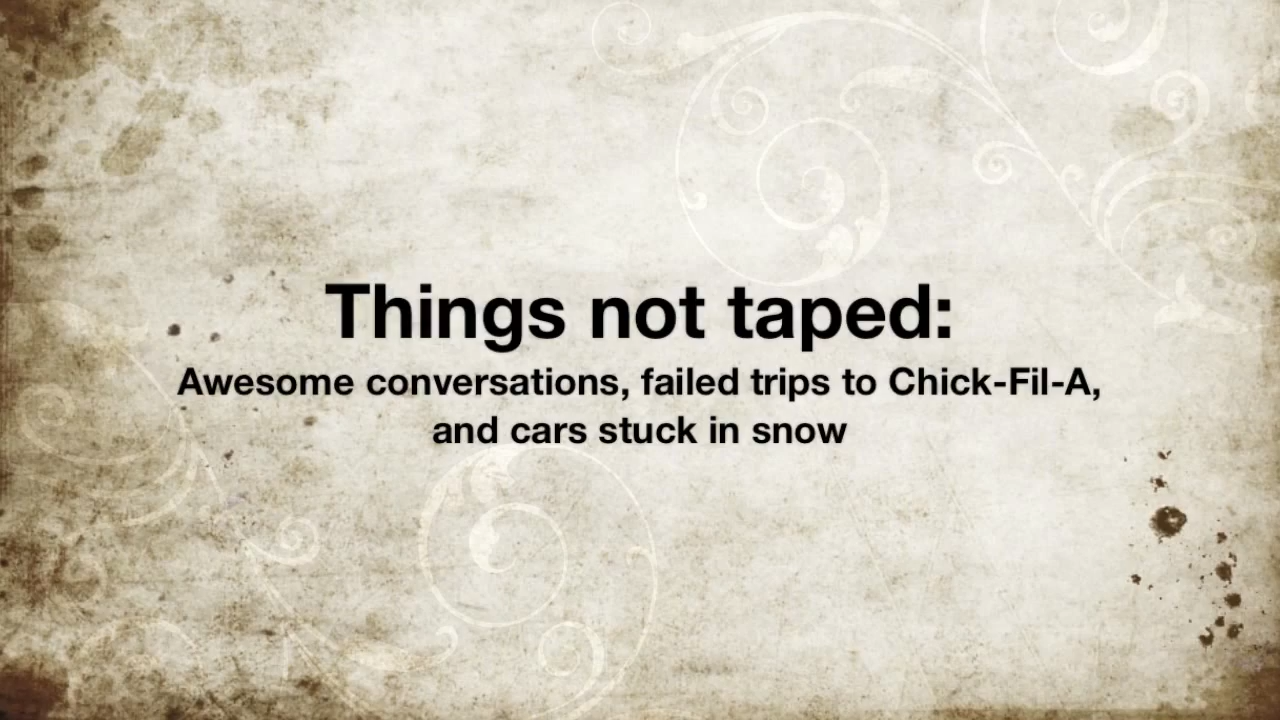 Things not taped:
Awesome conversations, failed trips to Chick-Fil-A,
and cars stuck in snow